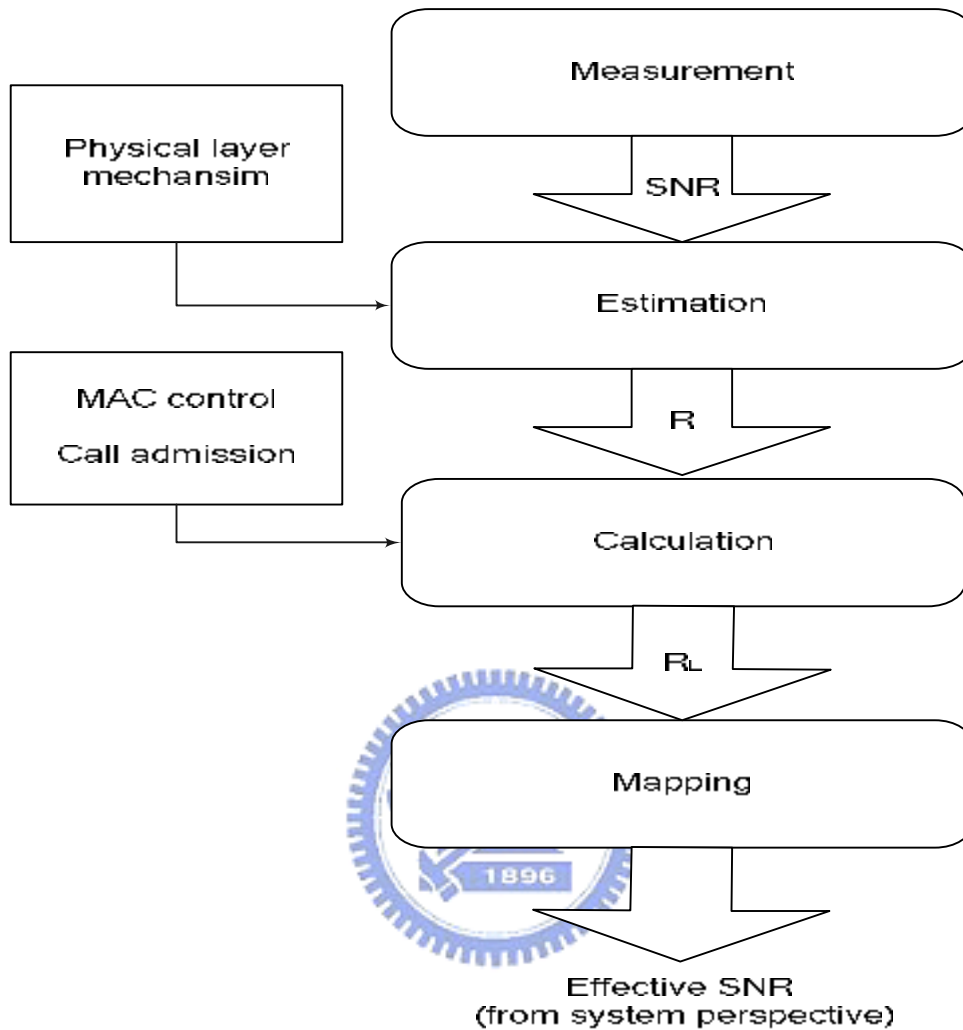 Measurement
Physical layer
mechansim
SNR
Estimation
MAC control
Call admission
R
Calculation
RL
Mapping
1896
Effective SNR
(from system perspective)